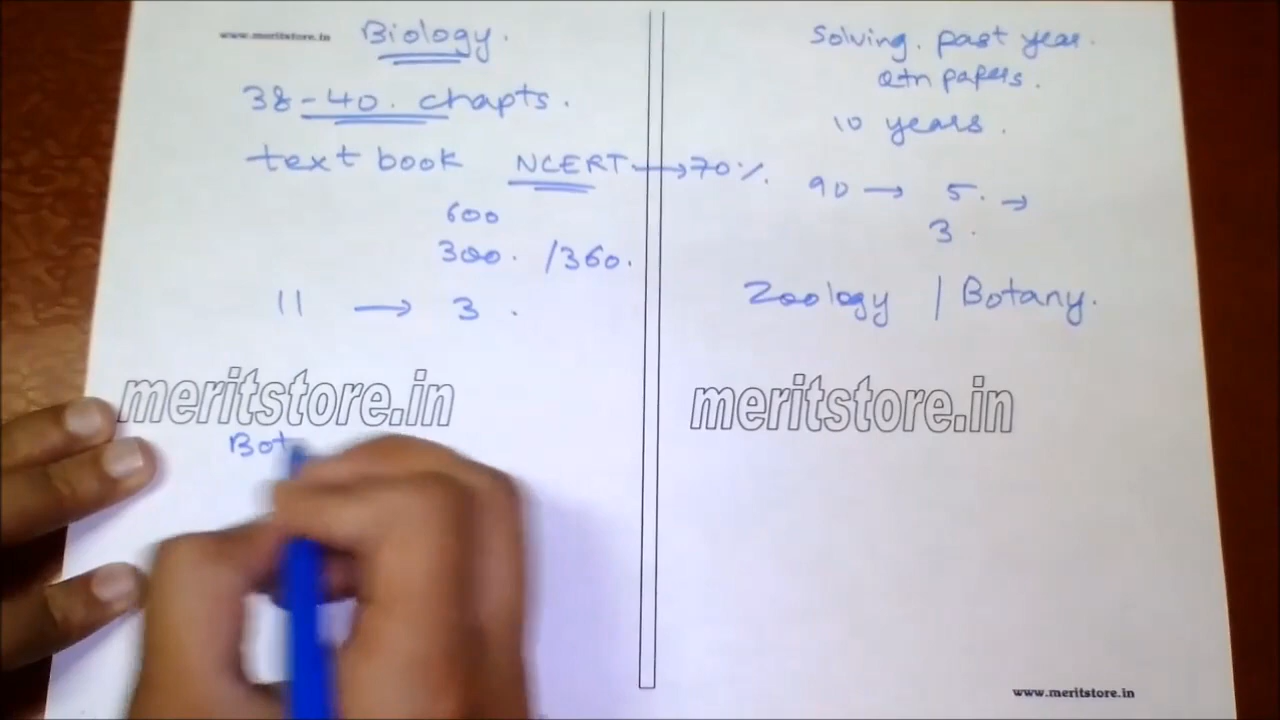 www.meritstore.in Biology.
38-40. chapts.
text book NCERT → 70%.
600
300. /360.
11 → 3.
meritstore.in
Bot
Solving. past year.
Qtn papers.
10 years.
90 → 5. →
3.
Zoology / Botany.
meritstore.in
www.meritstore.in